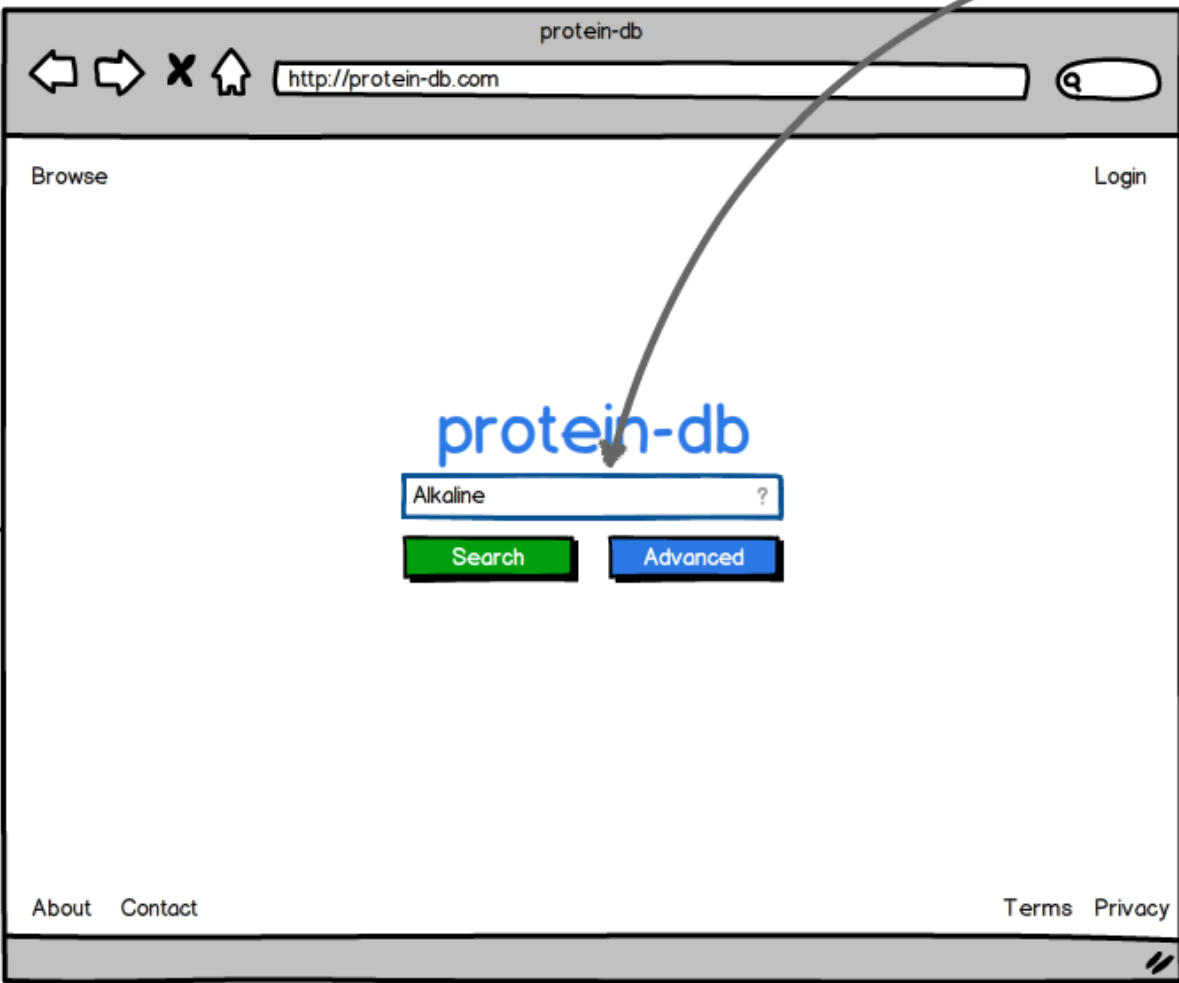 protein-db
http://protein-db.com
Browse
Login
protein-db
Alkaline ?
Search
Advanced
About Contact
Terms Privacy